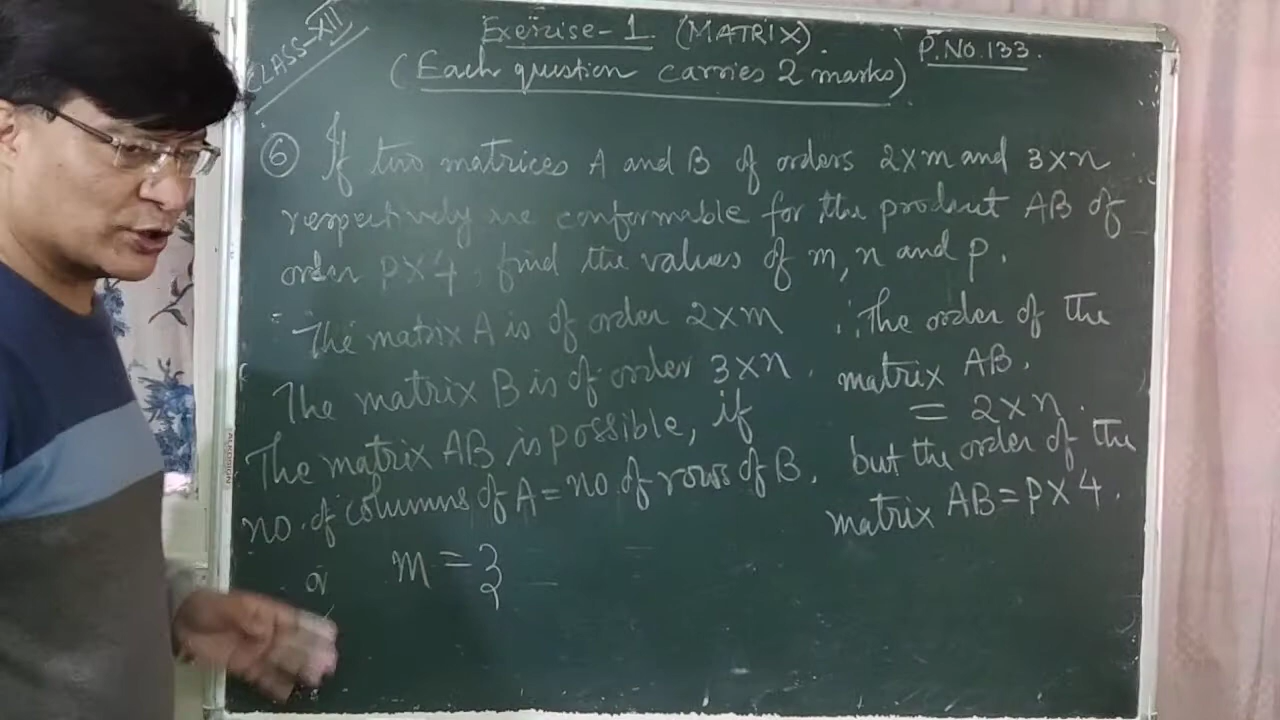 CLASS-XII
Exercise-1. (MATRIX).
P.NO.133.
(Each question carries 2 marks).
⑥ If two matrices A and B of orders 2×m and 3×n
respectively are conformable for the product AB of
order P×4, find the values of m, n and p.
The matrix A is of order 2×m
The matrix B is of order 3×n.
The matrix AB is possible, if
no. of columns of A = no. of rows of B.
or m = 3
∴ The order of the
matrix AB.
= 2×n.
but the order of the
matrix AB = P×4.